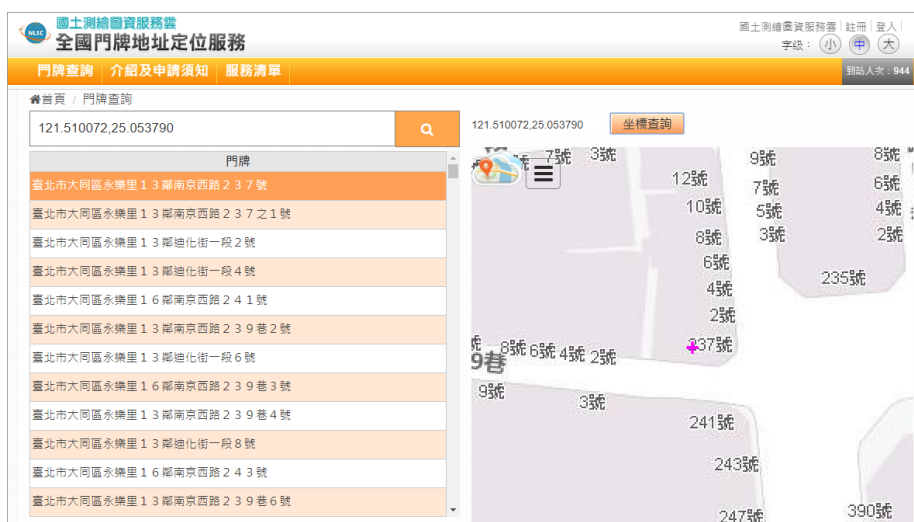 NLSC
國土測繪圖資服務雲
全國門牌地址定位服務
國土測繪圖資服務雲 註冊 登入
字級： 小 中 大
門牌查詢 介紹及申請須知 服務清單
到訪人次：944
首頁 / 門牌查詢
121.510072,25.053790
121.510072,25.053790 坐標查詢
門牌
臺北市大同區永樂里１３鄰南京西路２３７號
臺北市大同區永樂里１３鄰南京西路２３７之１號
臺北市大同區永樂里１３鄰迪化街一段２號
臺北市大同區永樂里１３鄰迪化街一段４號
臺北市大同區永樂里１６鄰南京西路２４１號
臺北市大同區永樂里１３鄰南京西路２３９巷２號
臺北市大同區永樂里１３鄰迪化街一段６號
臺北市大同區永樂里１６鄰南京西路２３９巷３號
臺北市大同區永樂里１３鄰南京西路２３９巷４號
臺北市大同區永樂里１３鄰迪化街一段８號
臺北市大同區永樂里１６鄰南京西路２４３號
臺北市大同區永樂里１３鄰南京西路２３９巷６號
7號 3號 9號 8號
12號 7號 6號
10號 5號 4號
8號 3號 2號
6號
4號 235號
2號
237號
8號 6號 4號 2號
9巷
9號 3號
241號
243號
247號 390號